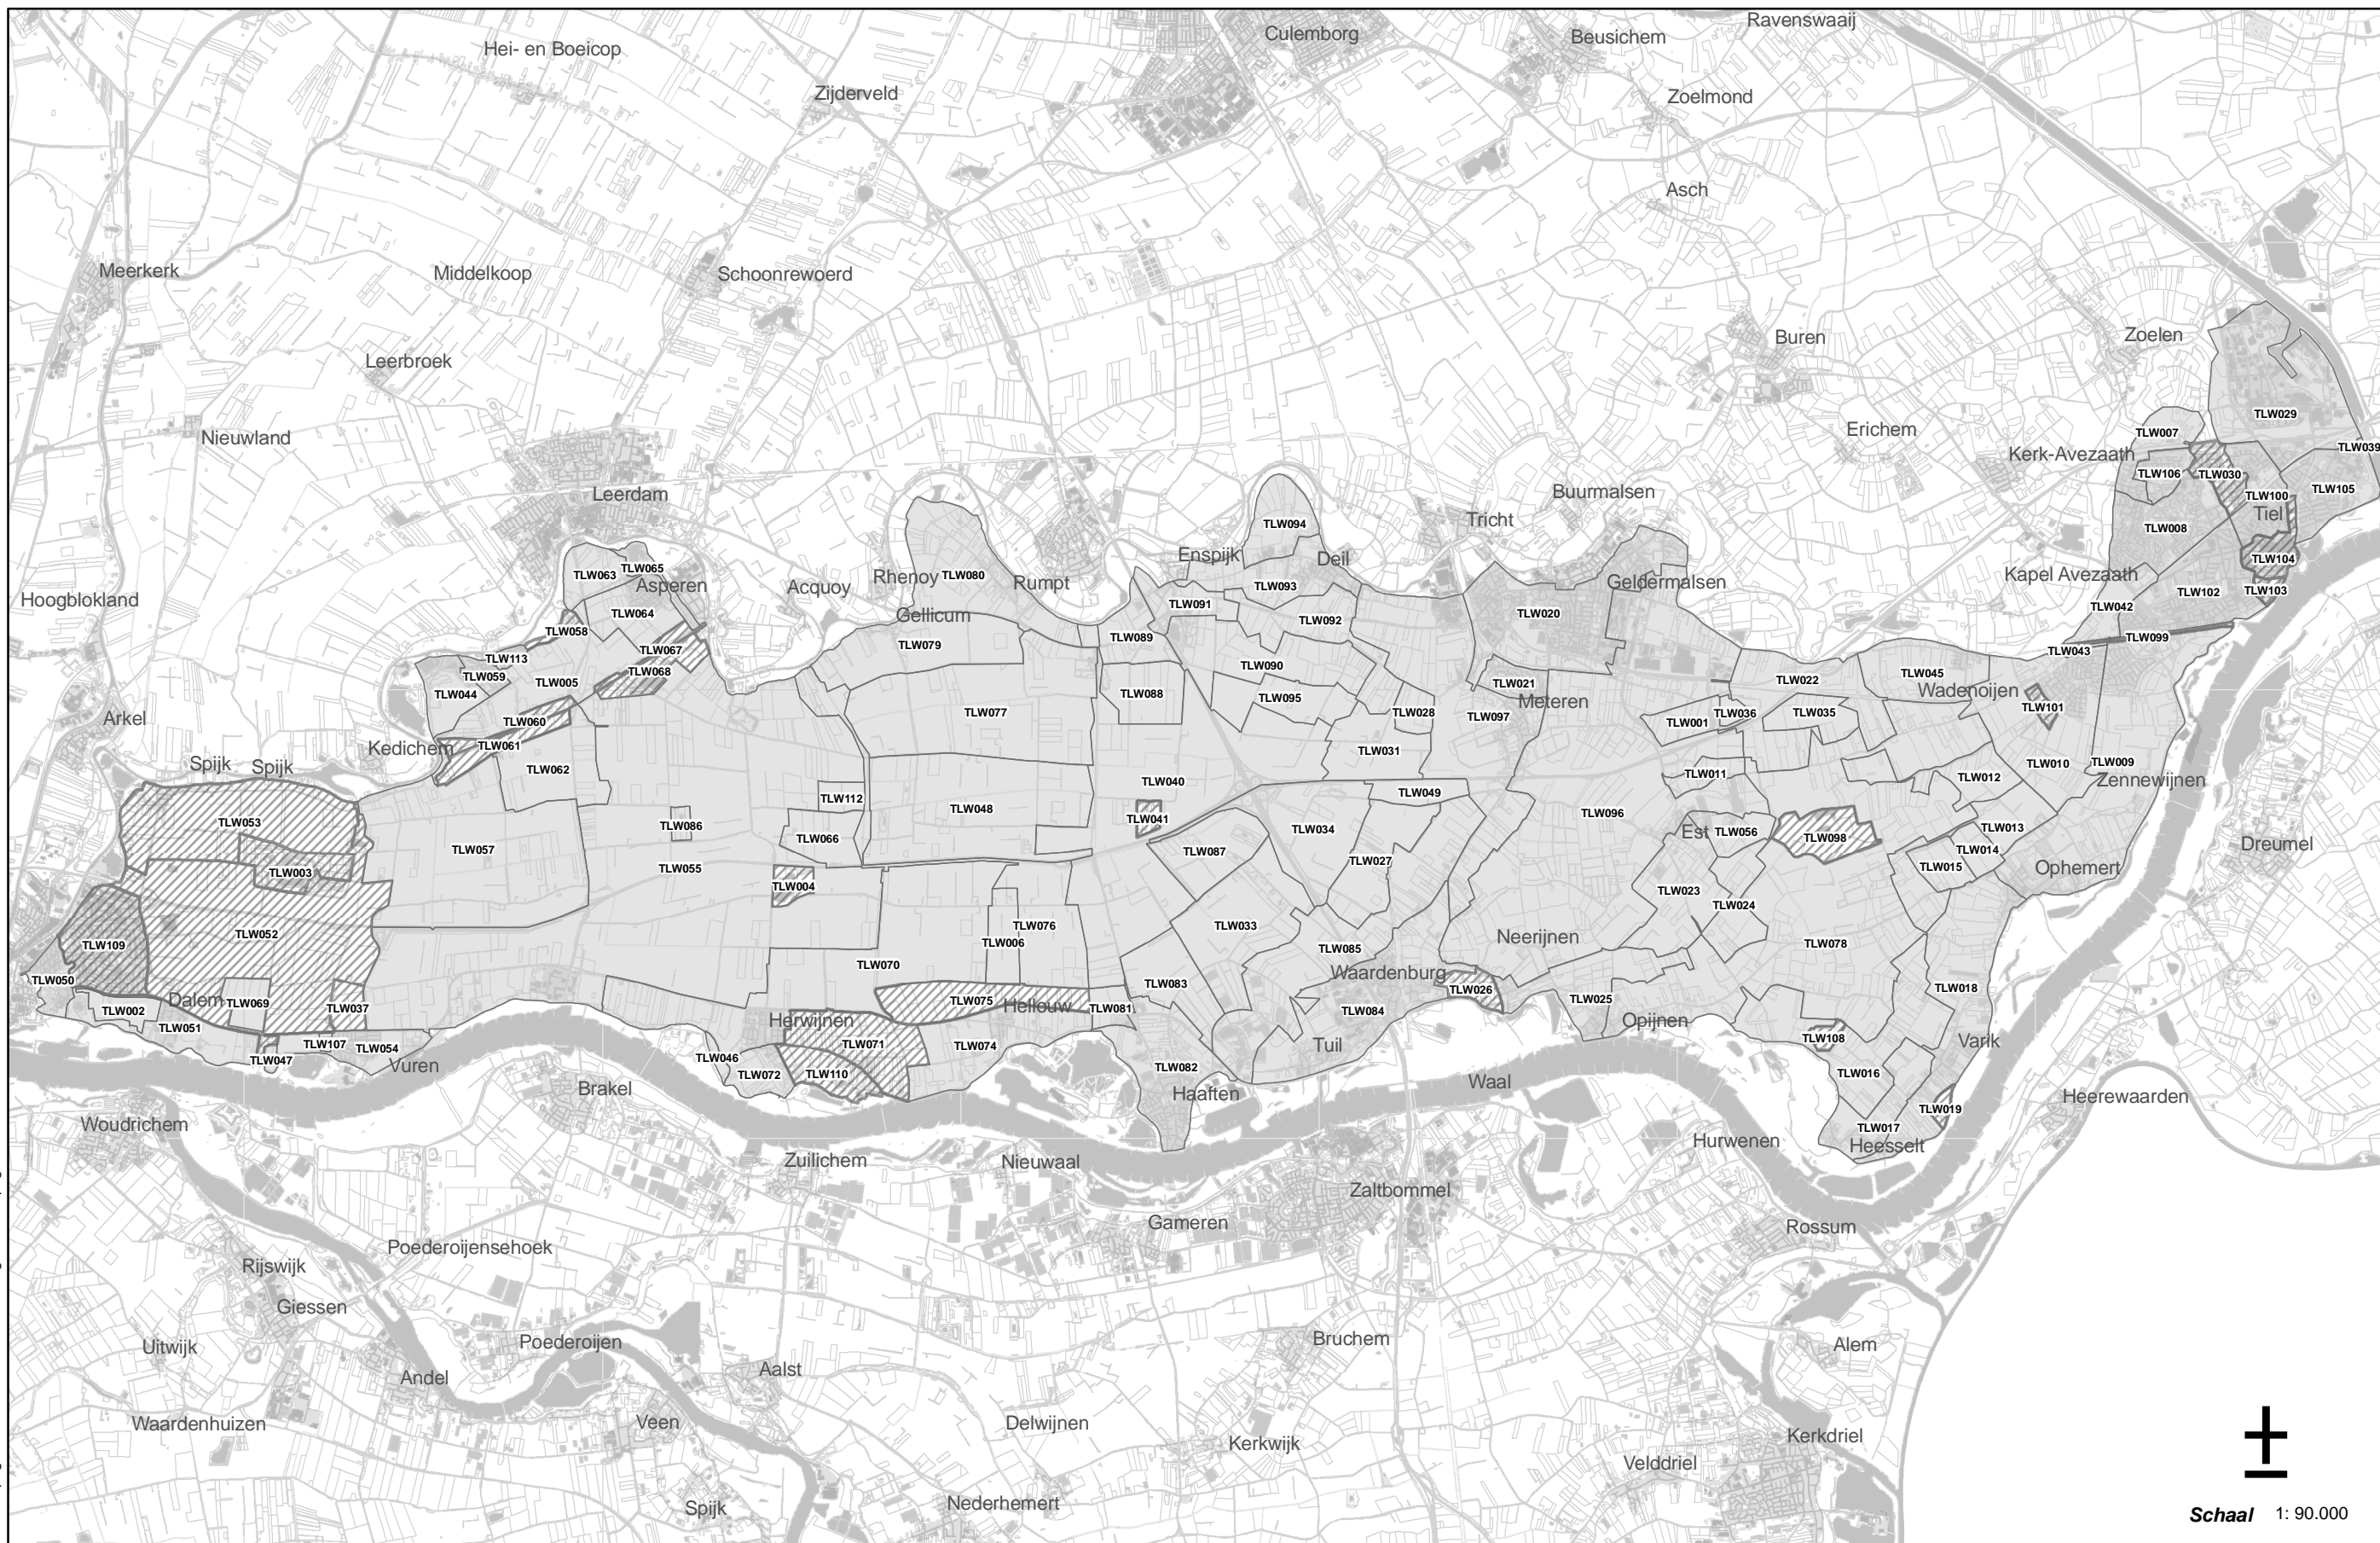 Ravenswaaij
Culemborg
Beusichem
Hei- en Boeicop
Zijderveld
Zoelmond
Asch
Meerkerk
Middelkoop
Schoonrewoerd
Buren
Zoelen
Leerbroek
TLW029
Erichem
TLW007
Nieuwland
TLW039
Kerk-Avezaath
TLW106
TLW030
TLW105
Leerdam
Buurmalsen
TLW100
Tiel
Tricht
TLW094
TLW008
Enspijk
Deil
TLW104
TLW065
TLW063
TLW080
Rhenoy
Rumpt
Kapel Avezaath
Asperen
Acquoy
TLW093
Geldermalsen
TLW103
TLW102
Hoogblokland
TLW091
TLW042
TLW064
Gellicum
TLW020
TLW092
TLW058
TLW089
TLW099
TLW079
TLW067
TLW043
TLW113
TLW090
TLW068
TLW059
TLW045
TLW005
TLW022
TLW021
TLW044
TLW088
Wadenoijen
TLW095
Meteren
TLW101
TLW077
TLW028
TLW035
TLW036
TLW097
Arkel
TLW060
TLW001
TLW061
Kedichem
TLW031
Spijk
Spijk
TLW062
TLW010
TLW009
TLW011
TLW012
Zennewijnen
TLW040
TLW049
TLW112
TLW048
TLW096
TLW041
TLW053
TLW086
TLW034
TLW013
Est
TLW056
TLW066
TLW098
Dreumel
TLW057
TLW087
TLW014
TLW027
TLW015
Ophemert
TLW055
TLW003
TLW004
TLW023
TLW024
TLW076
TLW033
TLW052
Neerijnen
TLW109
TLW006
TLW078
TLW085
TLW070
Waardenburg
TLW050
TLW083
TLW026
TLW018
Dalem
TLW069
TLW075
Hellouw
TLW025
TLW002
TLW037
TLW081
TLW084
Herwijnen
Opijnen
TLW051
TLW108
Varik
TLW107
TLW071
TLW074
Tuil
TLW054
TLW046
TLW047
Vuren
TLW082
TLW072
TLW110
TLW016
Waal
Brakel
Haaften
Heerewaarden
TLW019
Woudrichem
TLW017
Hurwenen
Heesselt
Zuilichem
Nieuwaal
Zaltbommel
Gameren
Rossum
Poederoijensehoek
Rijswijk
Giessen
Bruchem
Poederoijen
Alem
Uitwijk
Aalst
Andel
Waardenhuizen
Veen
Delwijnen
Kerkwijk
Kerkdriel
Velddriel
Nederhemert
Spijk
Schaal 1: 90.000